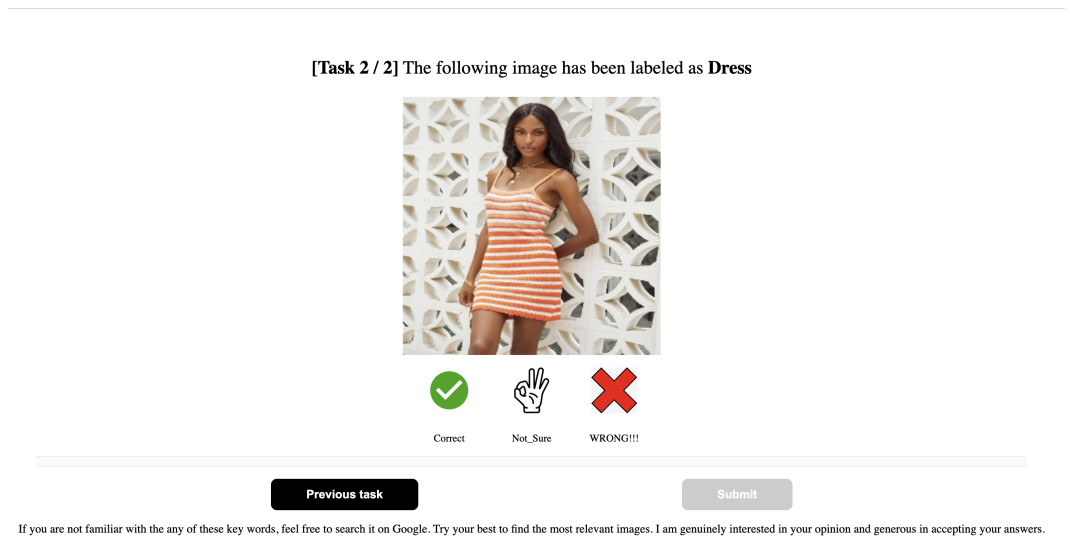 [Task 2 / 2] The following image has been labeled as Dress
Correct
Not_Sure
WRONG!!!
Previous task
Submit
If you are not familiar with the any of these key words, feel free to search it on Google. Try your best to find the most relevant images. I am genuinely interested in your opinion and generous in accepting your answers.